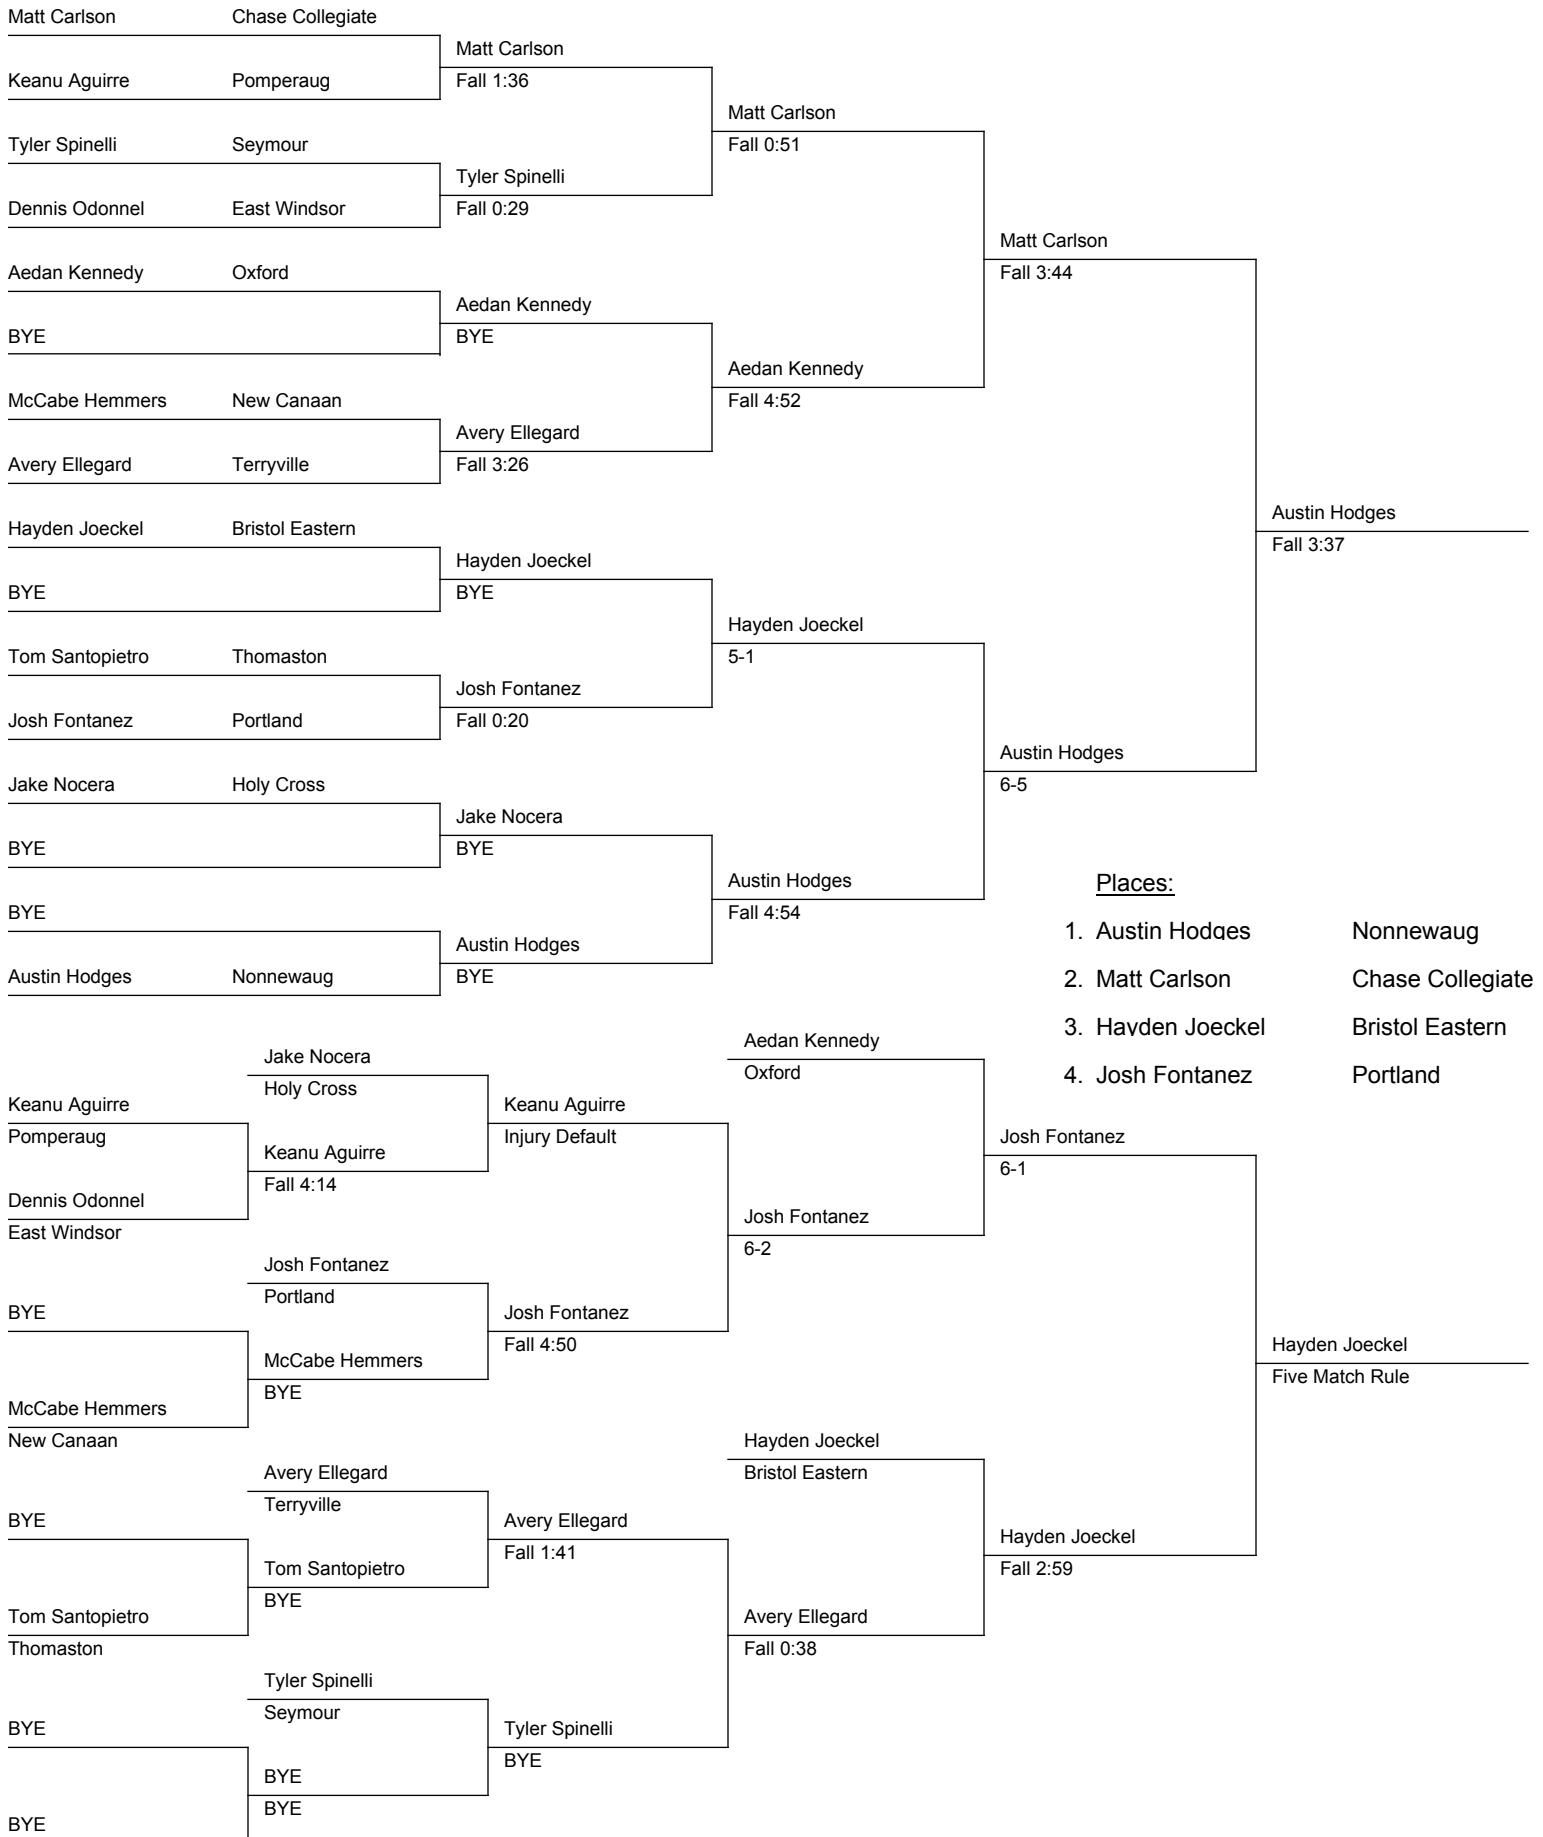 Matt Carlson Chase Collegiate
Matt Carlson
Keanu Aguirre Pomperaug Fall 1:36
Matt Carlson
Tyler Spinelli Seymour Fall 0:51
Tyler Spinelli
Dennis Odonnel East Windsor Fall 0:29
Matt Carlson
Aedan Kennedy Oxford Fall 3:44
Aedan Kennedy
BYE BYE
Aedan Kennedy
McCabe Hemmers New Canaan Fall 4:52
Avery Ellegard
Avery Ellegard Terryville Fall 3:26
Austin Hodges
Hayden Joeckel Bristol Eastern Fall 3:37
Hayden Joeckel
BYE BYE
Hayden Joeckel
Tom Santopietro Thomaston 5-1
Josh Fontanez
Josh Fontanez Portland Fall 0:20
Austin Hodges
Jake Nocera Holy Cross 6-5
Jake Nocera
BYE BYE
Austin Hodges
BYE Fall 4:54
Austin Hodges
Austin Hodges Nonnewaug BYE
Places:
1. Austin Hodges Nonnewaug
2. Matt Carlson Chase Collegiate
3. Hayden Joeckel Bristol Eastern
4. Josh Fontanez Portland
Aedan Kennedy
Jake Nocera Oxford
Holy Cross
Keanu Aguirre Keanu Aguirre
Pomperaug Injury Default Josh Fontanez
Keanu Aguirre 6-1
Fall 4:14
Dennis Odonnel
East Windsor Josh Fontanez
6-2
Josh Fontanez
Portland
BYE Josh Fontanez
Fall 4:50 Hayden Joeckel
McCabe Hemmers Five Match Rule
BYE
McCabe Hemmers
New Canaan Hayden Joeckel
Avery Ellegard Bristol Eastern
Terryville
BYE Avery Ellegard
Fall 1:41 Hayden Joeckel
Tom Santopietro Fall 2:59
BYE
Tom Santopietro Avery Ellegard
Thomaston Fall 0:38
Tyler Spinelli
Seymour
BYE Tyler Spinelli
BYE
BYE
BYE
BYE